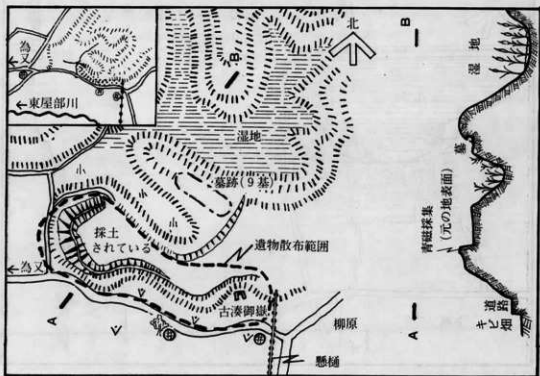 為又
東屋部川
北
B
湿地
墓跡(9基)
小
小
小
採土
されている
遺物散布範囲
為又
A
古湊御嶽
柳原
懸樋
B
湿地
墓
青磁採集
(元の地表面)
道路
キビ畑
A